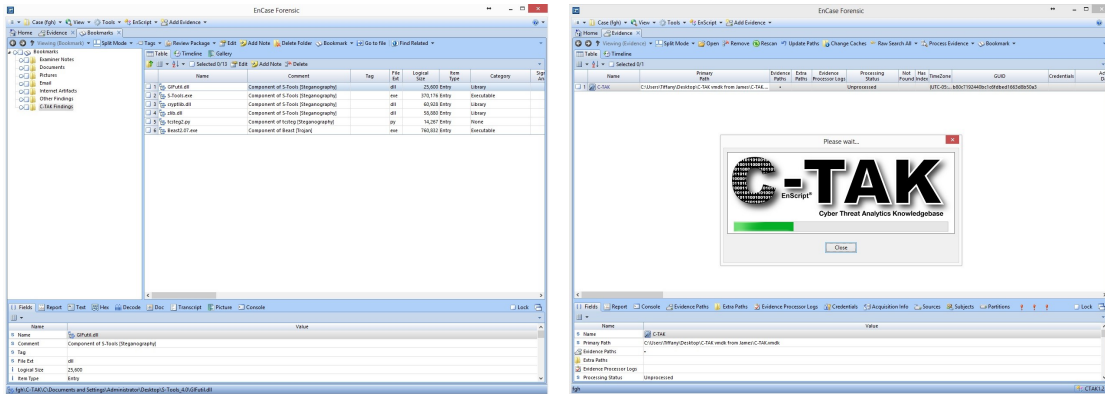 EnCase Forensic
Case (fgh) View Tools EnScript Add Evidence
Home Evidence Bookmarks
Viewing (Bookmark) Split Mode Tags Review Package Edit Add Note Delete Folder Bookmark Go to file Find Related
Bookmarks
Examiner Notes
Documents
Pictures
Email
Internet Artifacts
Other Findings
C-TAK Findings
Table Timeline Gallery
Selected 0/13 Edit Add Note Delete
Name Comment Tag File Ext Logical Size Item Type Category
1 GIFutil.dll Component of S-Tools [Steganography] dll 25,600 Entry Library
2 S-Tools.exe Component of S-Tools [Steganography] exe 370,176 Entry Executable
3 cryptlib.dll Component of S-Tools [Steganography] dll 60,928 Entry Library
4 zlib.dll Component of S-Tools [Steganography] dll 58,880 Entry Library
5 tcsteg2.py Component of tcsteg [Steganography] py 14,267 Entry None
6 Beast2.07.exe Component of Beast [Trojan] exe 760,832 Entry Executable
Fields Report Text Hex Decode Doc Transcript Picture Console Lock
Name Value
Name GIFutil.dll
Comment Component of S-Tools [Steganography]
Tag
File Ext dll
Logical Size 25,600
Item Type Entry
fgh\C-TAK\C\Documents and Settings\Administrator\Desktop\S-Tools_4.0\GIFutil.dll
EnCase Forensic
Case (fgh) View Tools EnScript Add Evidence
Home Evidence
Viewing (Evidence) Split Mode Open Remove Rescan Update Paths Change Caches Raw Search All Process Evidence Bookmark
Table Timeline
Selected 0/1
Name Primary Path Evidence Paths Extra Paths Evidence Processor Logs Processing Status Not Found Has Index TimeZone GUID Credentials
1 C-TAK C:\Users\Tiffany\Desktop\C-TAK vmdk from James\C-TAK... • Unprocessed
Please wait...
C-TAK
EnScript®
Cyber Threat Analytics Knowledgebase
Close
Fields Report Console Evidence Paths Extra Paths Evidence Processor Logs Credentials Acquisition Info Sources Subjects Partitions Lock
Name Value
Name C-TAK
Primary Path C:\Users\Tiffany\Desktop\C-TAK vmdk from James\C-TAK.vmdk
Evidence Paths •
Extra Paths
Evidence Processor Logs
Processing Status Unprocessed
fgh